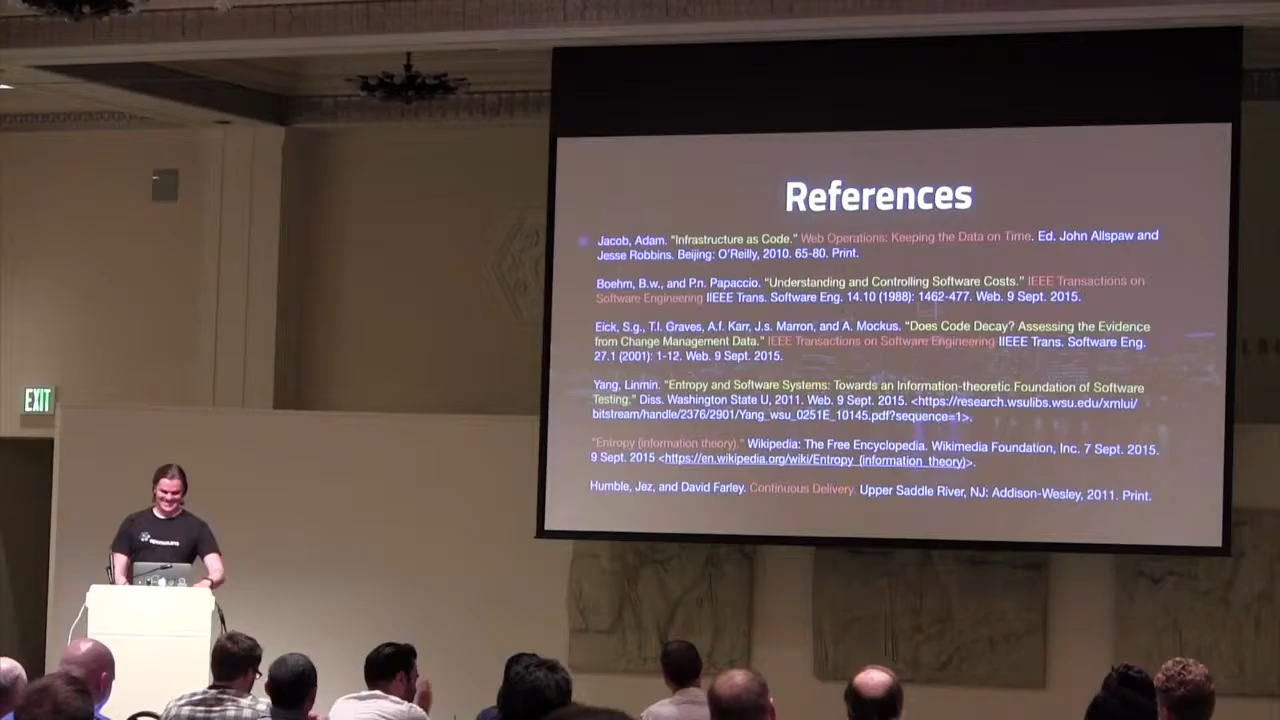 References
Jacob, Adam. "Infrastructure as Code." Web Operations: Keeping the Data on Time. Ed. John Allspaw and
Jesse Robbins. Beijing: O'Reilly, 2010. 65-80. Print.
Boehm, B.w., and P.n. Papaccio. "Understanding and Controlling Software Costs." IEEE Transactions on
Software Engineering IIEEE Trans. Software Eng. 14.10 (1988): 1462-477. Web. 9 Sept. 2015.
Eick, S.g., T.l. Graves, A.f. Karr, J.s. Marron, and A. Mockus. "Does Code Decay? Assessing the Evidence
from Change Management Data." IEEE Transactions on Software Engineering IIEEE Trans. Software Eng.
27.1 (2001): 1-12. Web. 9 Sept. 2015.
Yang, Linmin. "Entropy and Software Systems: Towards an Information-theoretic Foundation of Software
Testing." Diss. Washington State U, 2011. Web. 9 Sept. 2015. <https://research.wsulibs.wsu.edu/xmlui/
bitstream/handle/2376/2901/Yang_wsu_0251E_10145.pdf?sequence=1>.
"Entropy (information theory)." Wikipedia: The Free Encyclopedia. Wikimedia Foundation, Inc. 7 Sept. 2015.
9 Sept. 2015 <https://en.wikipedia.org/wiki/Entropy_(information_theory)>.
Humble, Jez, and David Farley. Continuous Delivery. Upper Saddle River, NJ: Addison-Wesley, 2011. Print.
EXIT